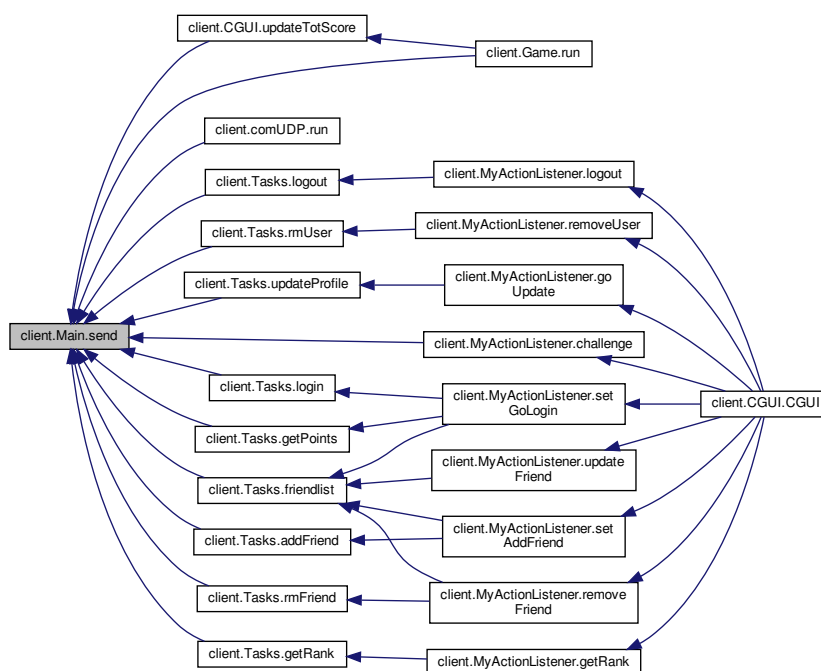 client.CGUI.updateTotScore
client.Game.run
client.comUDP.run
client.Tasks.logout
client.MyActionListener.logout
client.Tasks.rmUser
client.MyActionListener.removeUser
client.Tasks.updateProfile
client.MyActionListener.go
Update
client.Main.send
client.MyActionListener.challenge
client.Tasks.login
client.MyActionListener.set
GoLogin
client.CGUI.CGUI
client.Tasks.getPoints
client.Tasks.friendlist
client.MyActionListener.update
Friend
client.Tasks.addFriend
client.MyActionListener.set
AddFriend
client.Tasks.rmFriend
client.MyActionListener.remove
Friend
client.Tasks.getRank
client.MyActionListener.getRank